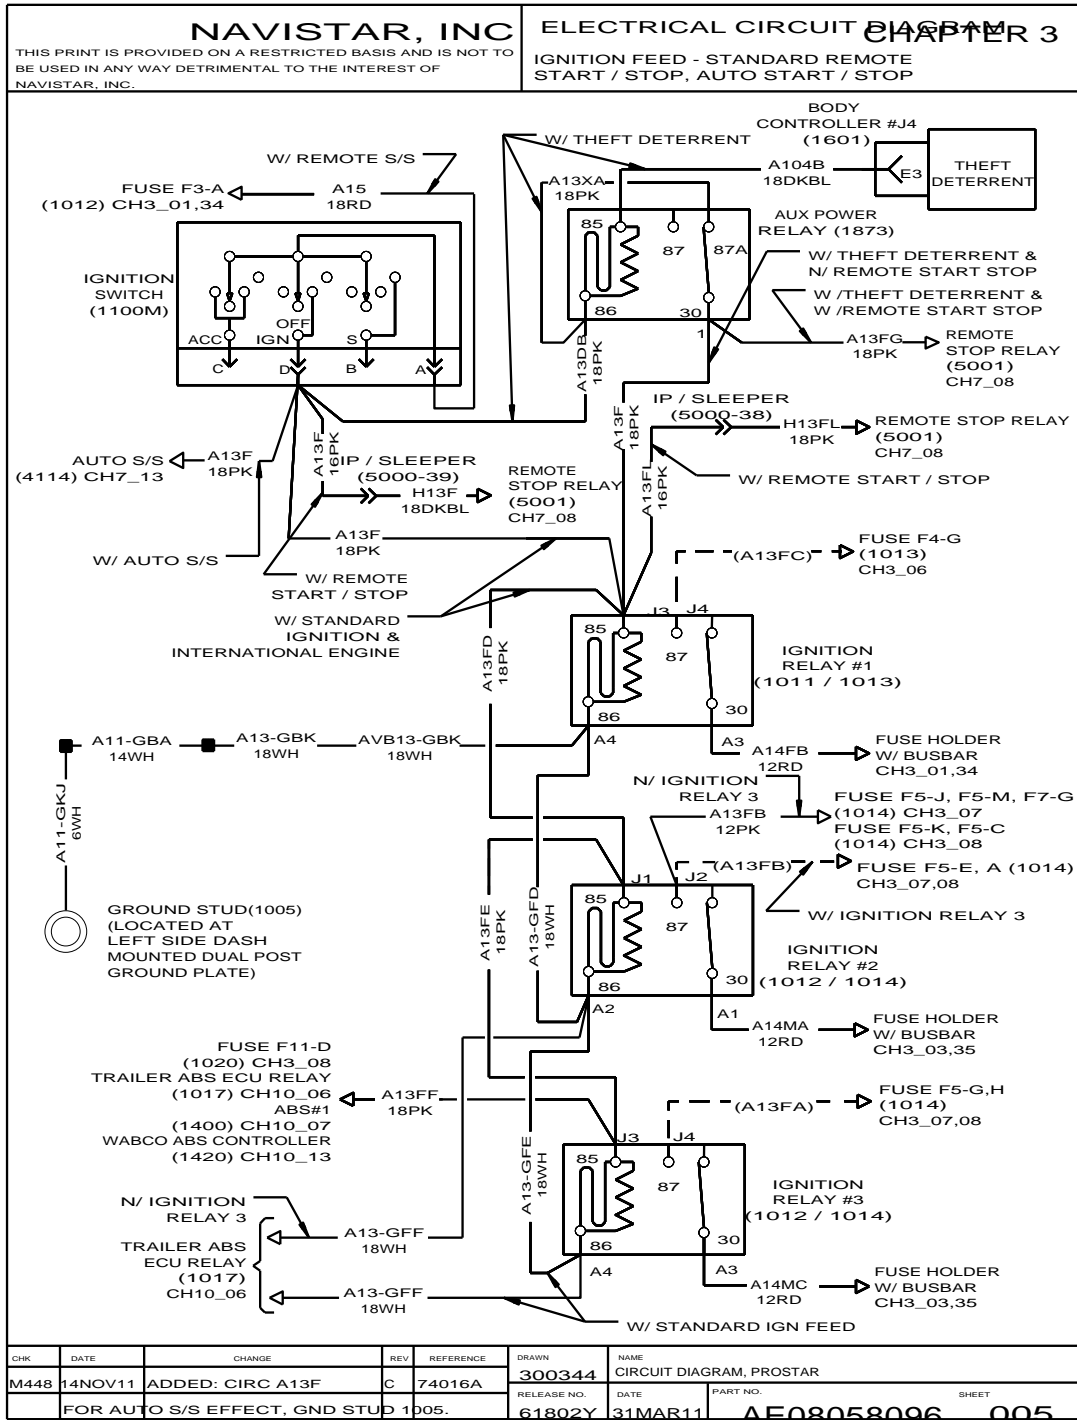 NAVISTAR, INC
THIS PRINT IS PROVIDED ON A RESTRICTED BASIS AND IS NOT TO
BE USED IN ANY WAY DETRIMENTAL TO THE INTEREST OF
NAVISTAR, INC.
ELECTRICAL CIRCUIT DIAGRAM
CHAPTER 3
IGNITION FEED - STANDARD REMOTE
START / STOP, AUTO START / STOP
BODY
CONTROLLER #J4
(1601)
W/ THEFT DETERRENT
W/ REMOTE S/S
A104B
18DKBL
E3
THEFT
DETERRENT
FUSE F3-A
(1012) CH3_01,34
A15
18RD
A13XA
18PK
85
87
87A
86
30
1
AUX POWER
RELAY (1873)
W/ THEFT DETERRENT &
N/ REMOTE START STOP
W /THEFT DETERRENT &
W /REMOTE START STOP
IGNITION
SWITCH
(1100M)
OFF
ACC
IGN
S
C
D
B
A
A13DB
18PK
A13FG
18PK
REMOTE
STOP RELAY
(5001)
CH7_08
IP / SLEEPER
(5000-38)
A13F
18PK
H13FL
18PK
REMOTE STOP RELAY
(5001)
CH7_08
A13FL
16PK
W/ REMOTE START / STOP
AUTO S/S
(4114) CH7_13
A13F
18PK
A13F
16PK
IP / SLEEPER
(5000-39)
H13F
18DKBL
REMOTE
STOP RELAY
(5001)
CH7_08
A13F
18PK
W/ AUTO S/S
W/ REMOTE
START / STOP
W/ STANDARD
IGNITION &
INTERNATIONAL ENGINE
(A13FC)
FUSE F4-G
(1013)
CH3_06
J3
J4
85
87
86
30
IGNITION
RELAY #1
(1011 / 1013)
A13FD
18PK
A11-GBA
14WH
A13-GBK
18WH
AVB13-GBK
18WH
A4
A3
A14FB
12RD
FUSE HOLDER
W/ BUSBAR
CH3_01,34
N/ IGNITION
RELAY 3
A13FB
12PK
FUSE F5-J, F5-M, F7-G
(1014) CH3_07
FUSE F5-K, F5-C
(1014) CH3_08
A11-GKJ
6WH
(A13FB)
FUSE F5-E, A (1014)
CH3_07,08
J1
J2
85
87
86
30
W/ IGNITION RELAY 3
GROUND STUD(1005)
(LOCATED AT
LEFT SIDE DASH
MOUNTED DUAL POST
GROUND PLATE)
A13FE
18PK
A13-GFD
18WH
IGNITION
RELAY #2
(1012 / 1014)
A2
A1
A14MA
12RD
FUSE HOLDER
W/ BUSBAR
CH3_03,35
FUSE F11-D
(1020) CH3_08
TRAILER ABS ECU RELAY
(1017) CH10_06
ABS#1
(1400) CH10_07
WABCO ABS CONTROLLER
(1420) CH10_13
A13FF
18PK
(A13FA)
FUSE F5-G,H
(1014)
CH3_07,08
J3
J4
85
87
86
30
A13-GFE
18WH
IGNITION
RELAY #3
(1012 / 1014)
N/ IGNITION
RELAY 3
A13-GFF
18WH
TRAILER ABS
ECU RELAY
(1017)
CH10_06
A13-GFF
18WH
A4
A3
A14MC
12RD
FUSE HOLDER
W/ BUSBAR
CH3_03,35
W/ STANDARD IGN FEED
CHK DATE CHANGE REV REFERENCE
M448 14NOV11 ADDED: CIRC A13F C 74016A
FOR AUTO S/S EFFECT, GND STUD 1005.
DRAWN
300344
NAME
CIRCUIT DIAGRAM, PROSTAR
RELEASE NO.
61802Y
DATE
31MAR11
PART NO.
AE08058096
SHEET
005